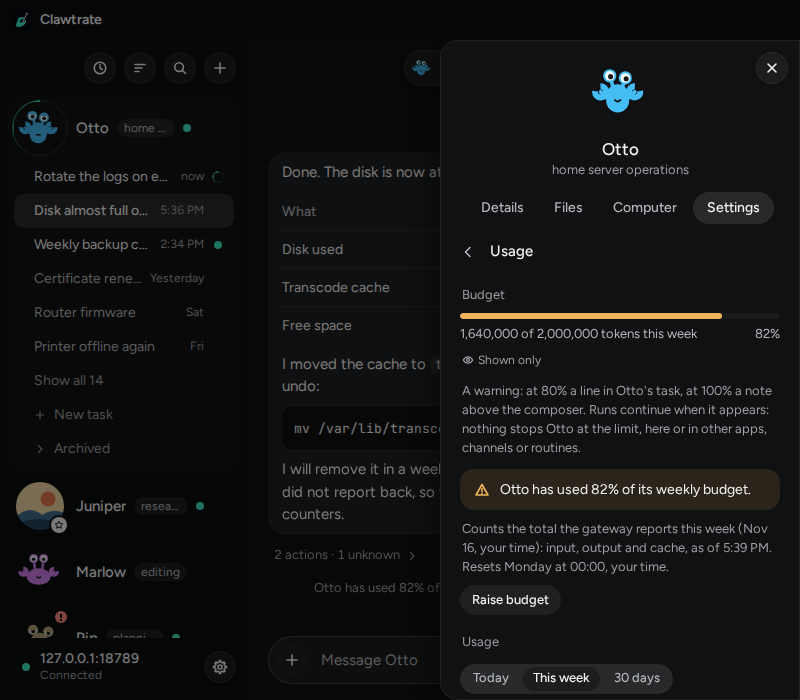 Clawtrate
Otto
home ...
Rotate the logs on e...
now
Disk almost full o...
5:36 PM
Weekly backup c...
2:34 PM
Certificate rene...
Yesterday
Router firmware
Sat
Printer offline again
Fri
Show all 14
New task
Archived
Juniper
resea...
Marlow
editing
Pip
planni...
127.0.0.1:18789
Connected
Done. The disk is now at
What
Disk used
Transcode cache
Free space
I moved the cache to
undo:
mv /var/lib/transc
I will remove it in a week
did not report back, so
counters.
2 actions · 1 unknown
Otto has used 82% of
Message Otto
Otto
home server operations
Details
Files
Computer
Settings
Usage
Budget
1,640,000 of 2,000,000 tokens this week
82%
Shown only
A warning: at 80% a line in Otto's task, at 100% a note
above the composer. Runs continue when it appears:
nothing stops Otto at the limit, here or in other apps,
channels or routines.
Otto has used 82% of its weekly budget.
Counts the total the gateway reports this week (Nov
16, your time): input, output and cache, as of 5:39 PM.
Resets Monday at 00:00, your time.
Raise budget
Usage
Today
This week
30 days